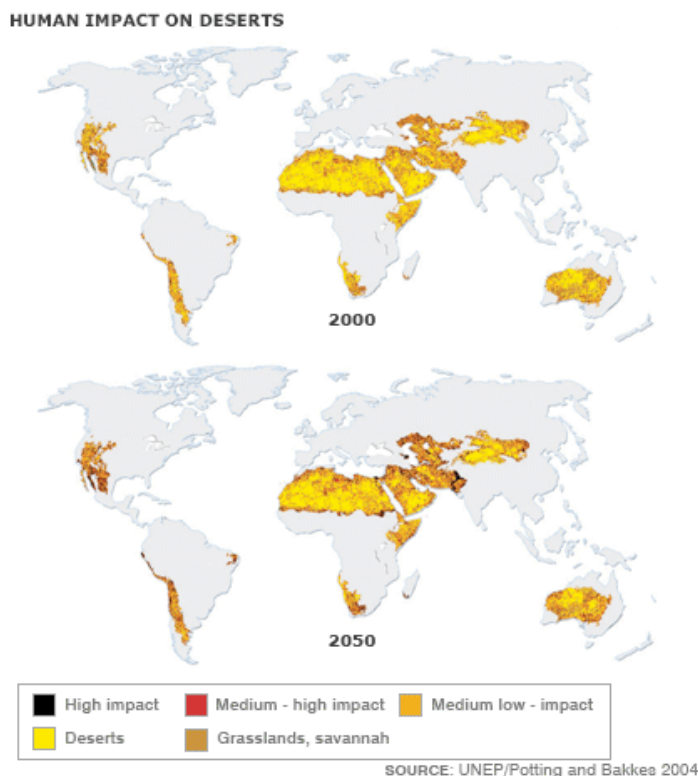 HUMAN IMPACT ON DESERTS
2000
2050
High impact
Medium - high impact
Medium low - impact
Deserts
Grasslands, savannah
SOURCE: UNEP/Potting and Bakkes 2004